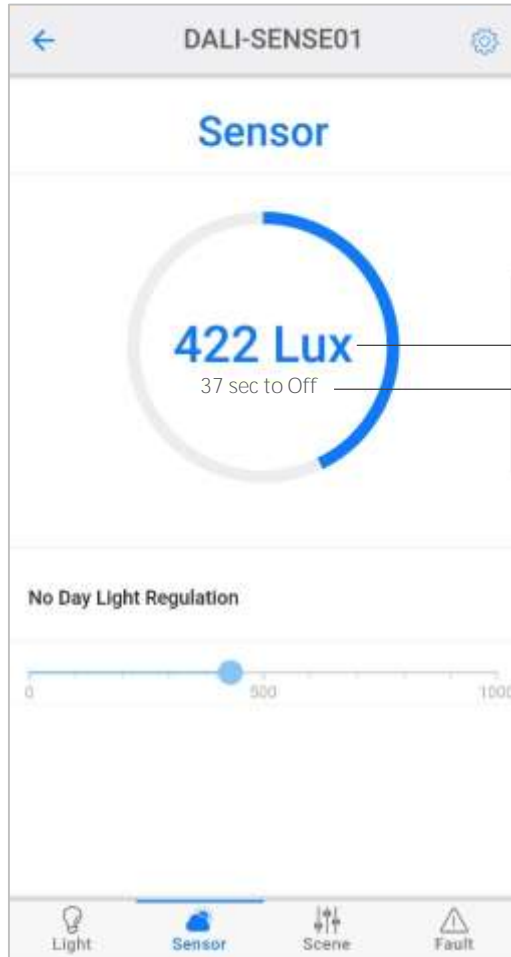 DALI-SENSE01
Sensor
422 Lux
37 sec to Off
No Day Light Regulation
0 500 1000
Light Sensor Scene Fault